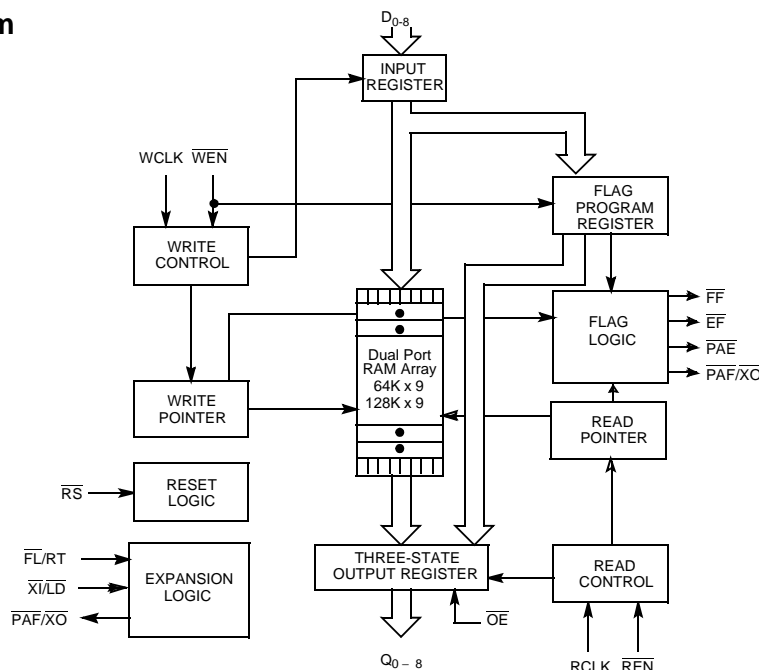 m
D0-8
INPUT
REGISTER
WCLK WEN
FLAG
PROGRAM
REGISTER
WRITE
CONTROL
FLAG
LOGIC
FF
EF
PAE
PAF/XO
Dual Port
RAM Array
64K x 9
128K x 9
WRITE
POINTER
READ
POINTER
RS
RESET
LOGIC
FL/RT
XI/LD
PAF/XO
EXPANSION
LOGIC
THREE-STATE
OUTPUT REGISTER
READ
CONTROL
OE
Q0 – 8
RCLK REN